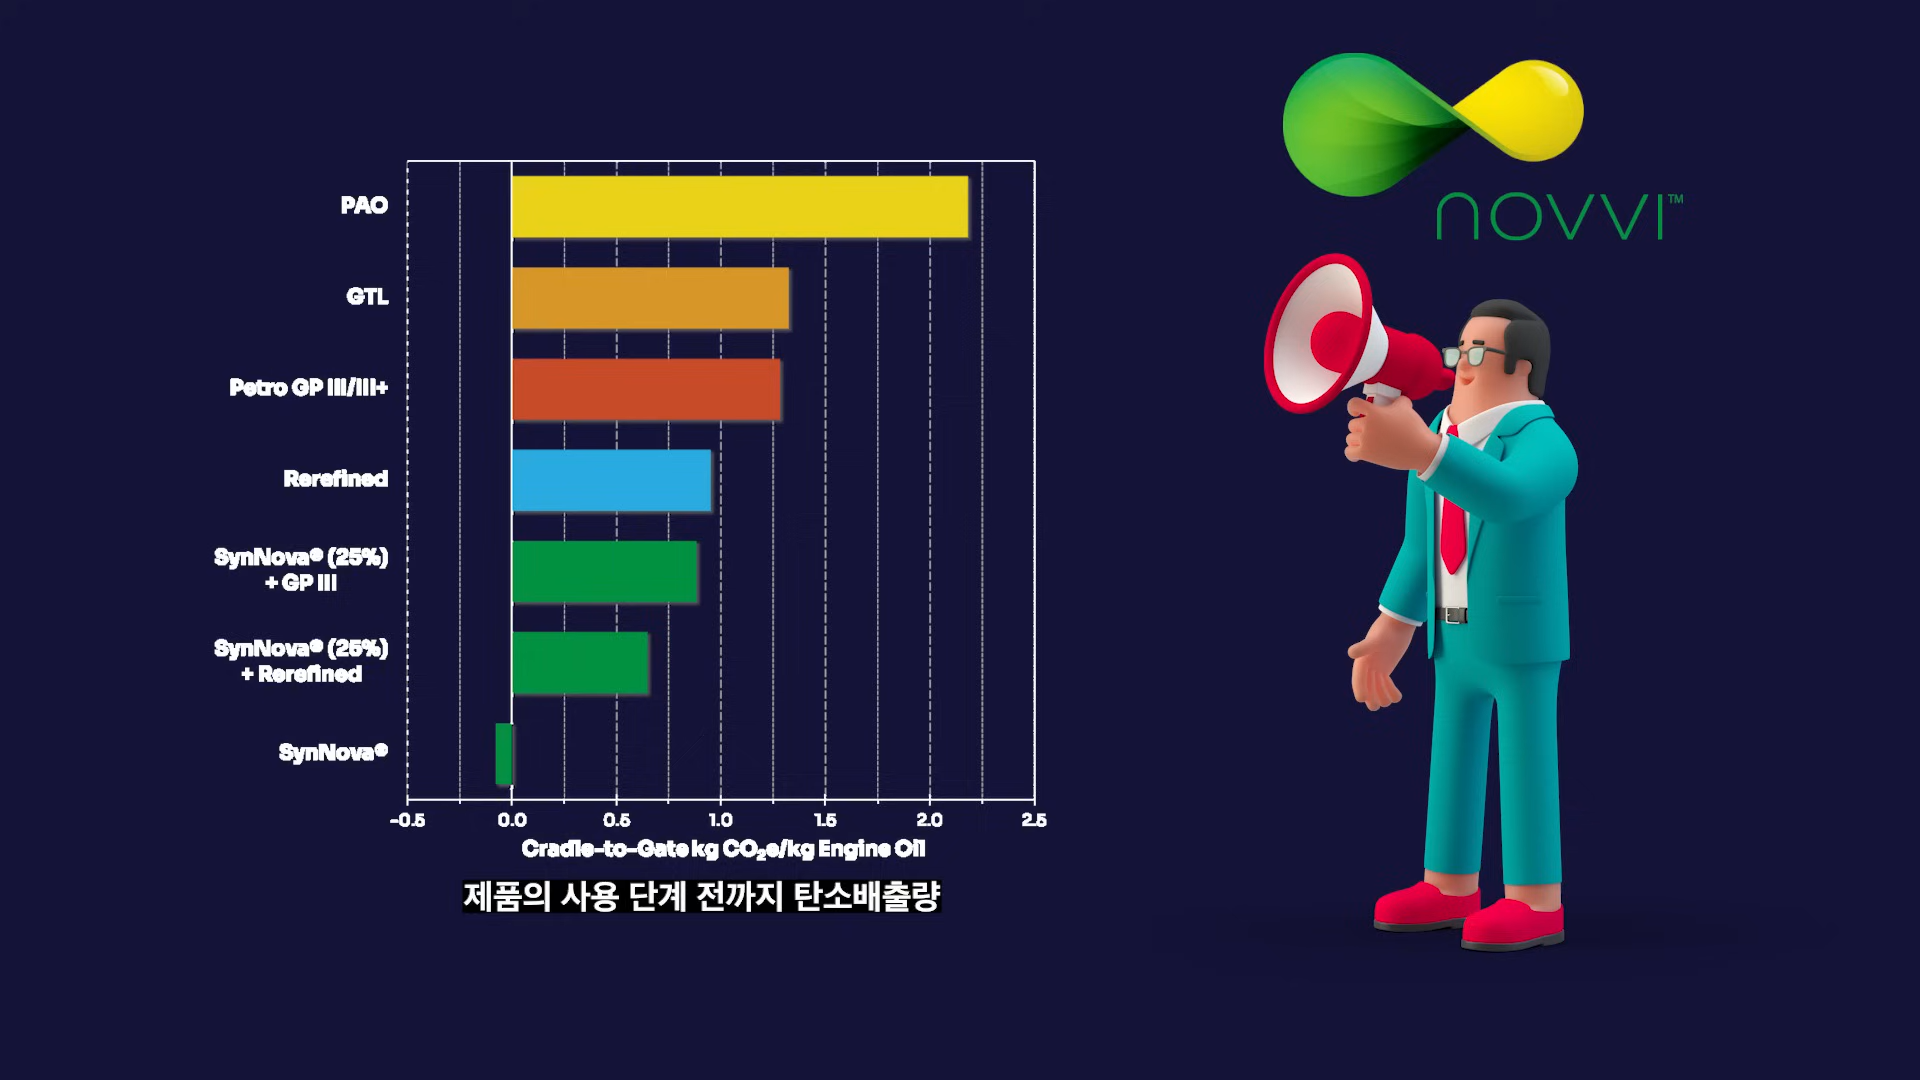 novvi™
PAO
GTL
Petro GP III/III+
Rerefined
SynNova® (25%)
+ GP III
SynNova® (25%)
+ Rerefined
SynNova®
-0.5 0.0 0.5 1.0 1.5 2.0 2.5
Cradle-to-Gate kg CO₂e/kg Engine Oil
제품의 사용 단계 전까지 탄소배출량